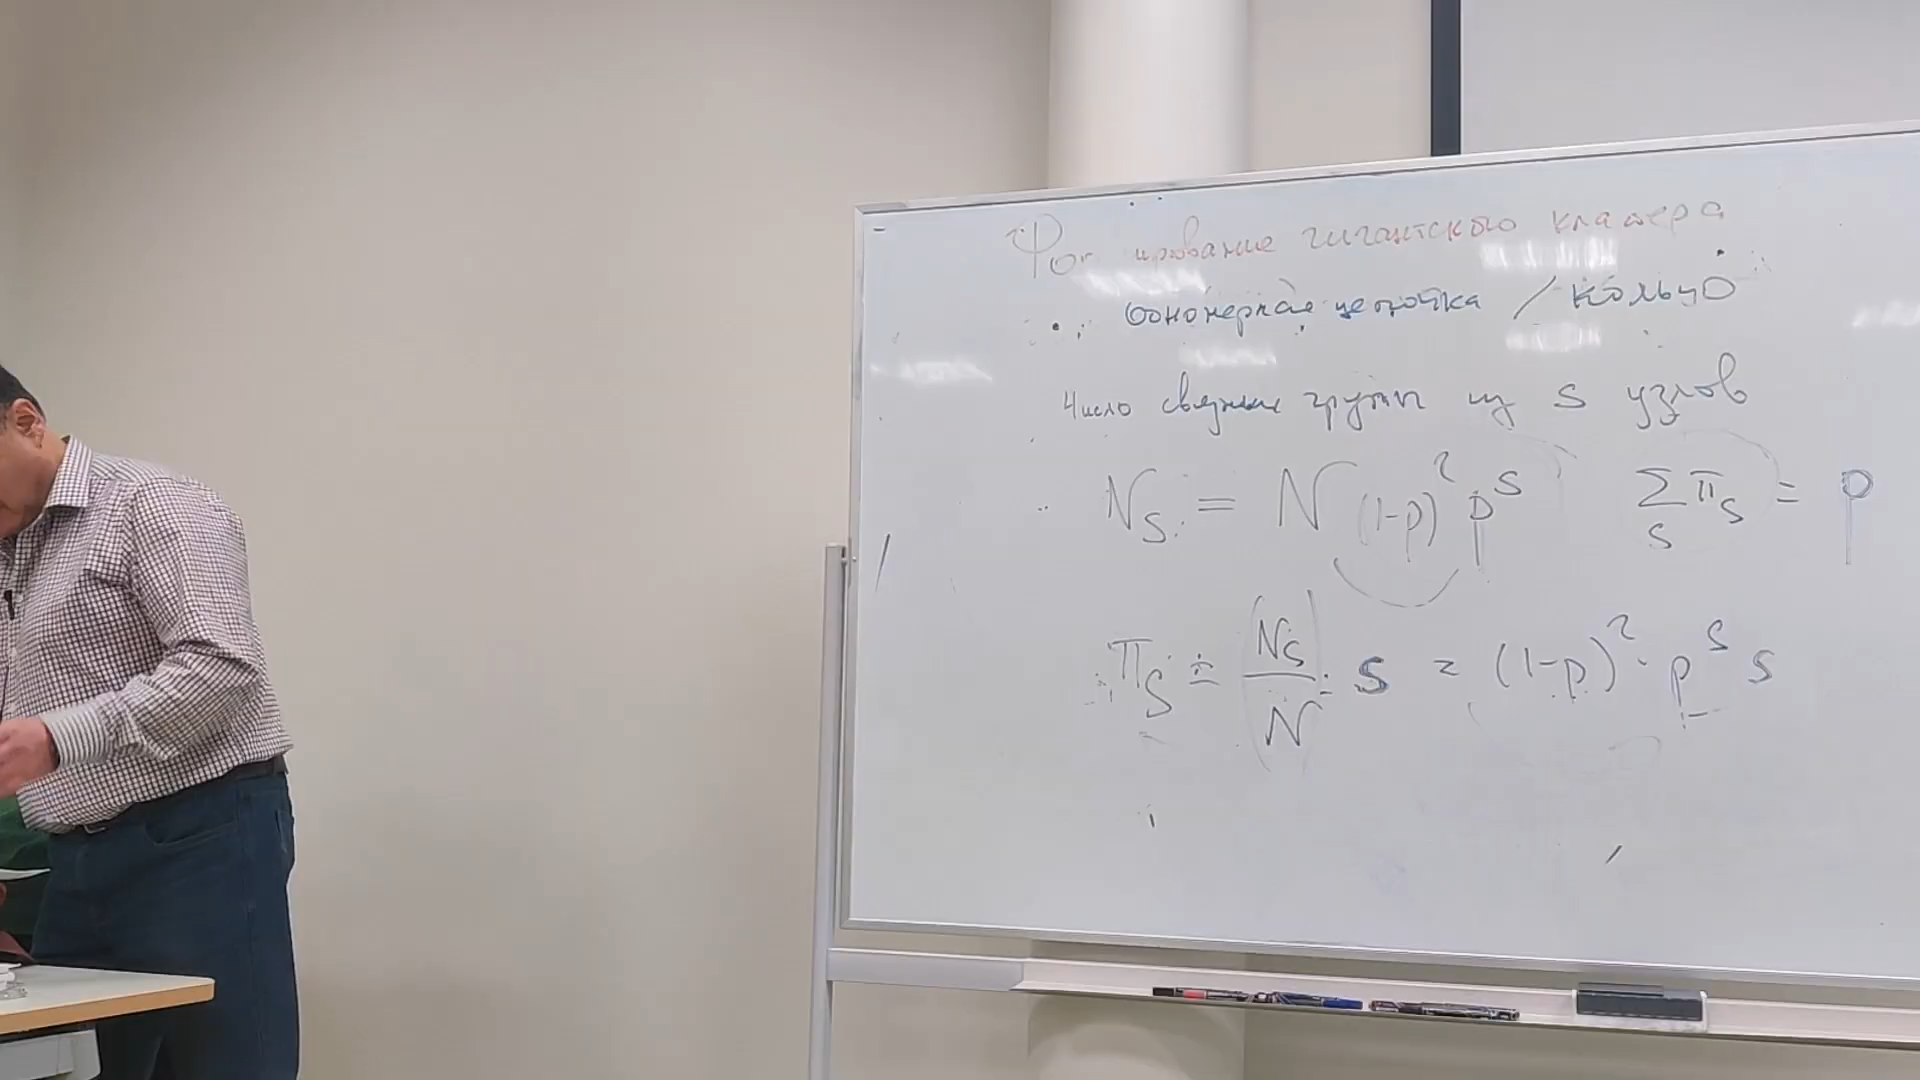 Формирование гигантского кластера
одномерная цепочка / кольцо
Число связных групп из s узлов
N_s = N (1-p)^2 p^s     ∑_s π_s = p
π_s = (N_s / N) · s = (1-p)^2 · p^s s